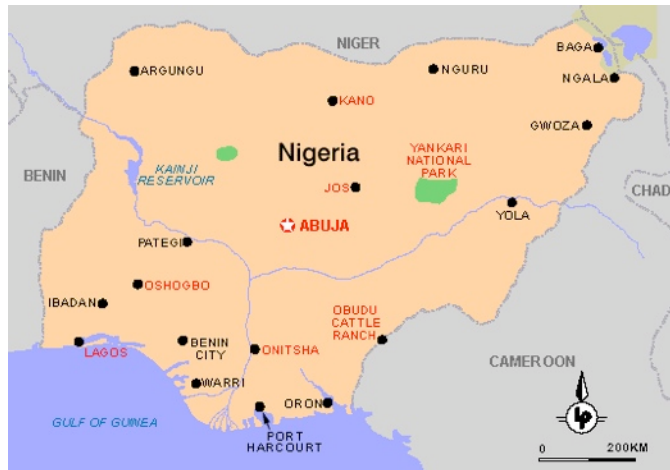 NIGER
BAGA
ARGUNGU
NGURU
NGALA
KANO
GWOZA
Nigeria
YANKARI
NATIONAL
PARK
BENIN
KAINJI
RESERVOIR
JOS
CHAD
YOLA
ABUJA
PATEGI
OSHOGBO
IBADAN
OBUDU
CATTLE
RANCH
LAGOS
BENIN
CITY
ONITSHA
CAMEROON
WARRI
ORON
GULF OF GUINEA
PORT
HARCOURT
lp
0 200KM